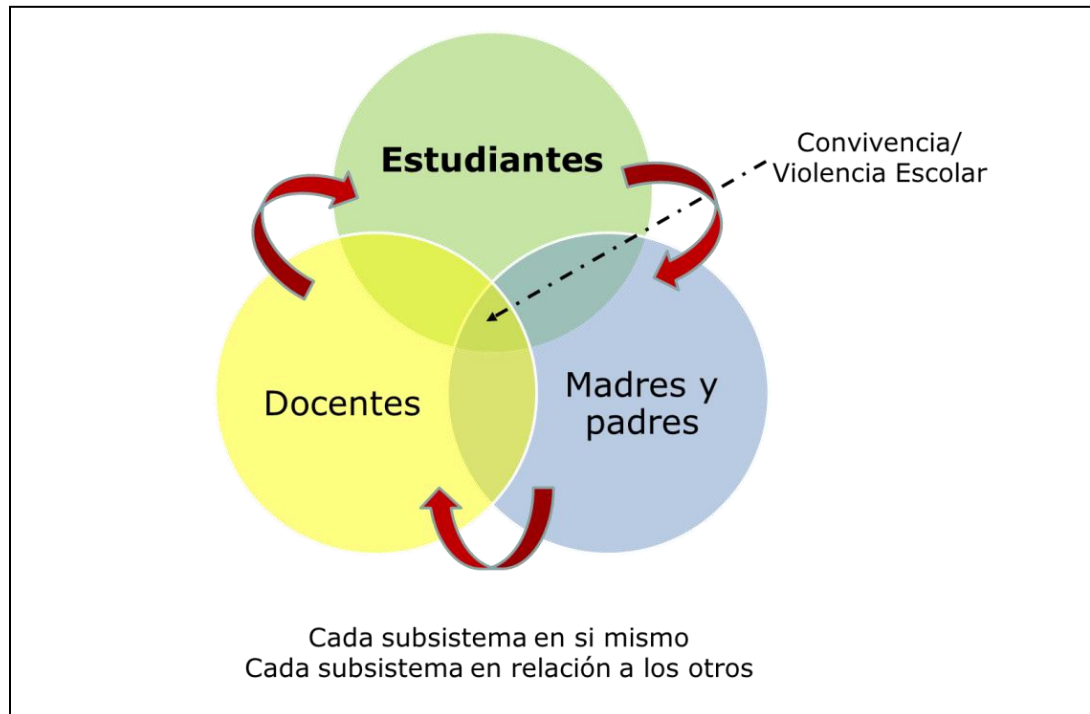 Estudiantes
Convivencia/
Violencia Escolar
Docentes
Madres y
padres
Cada subsistema en si mismo
Cada subsistema en relación a los otros